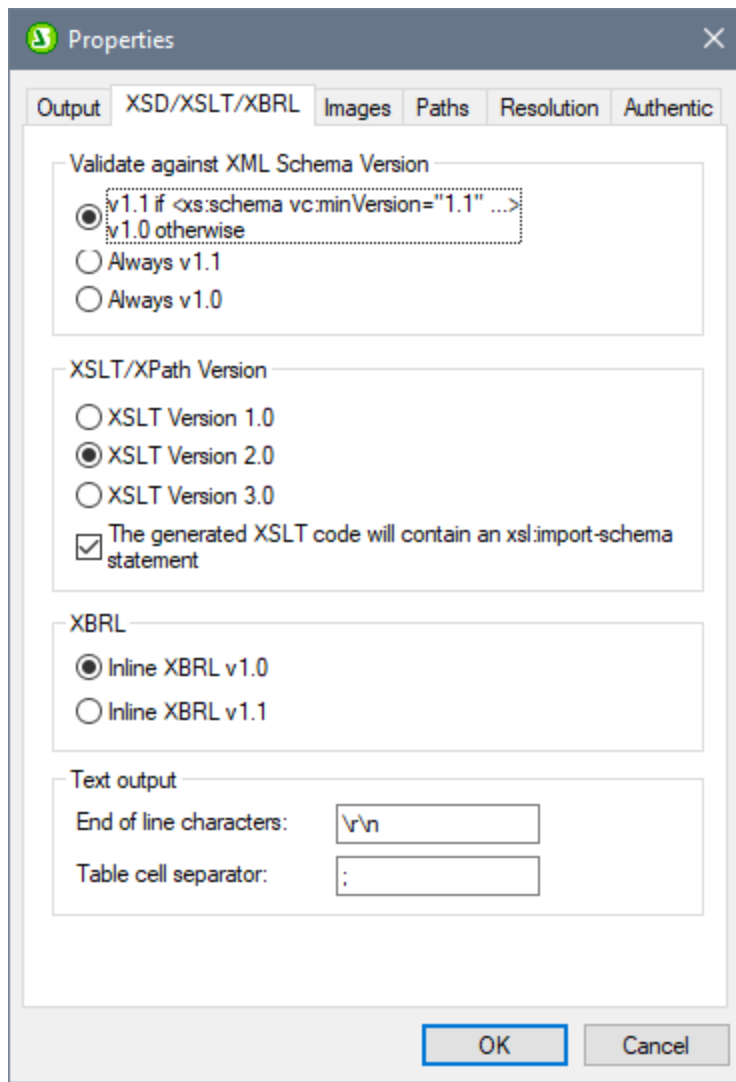 Properties
Output XSD/XSLT/XBRL Images Paths Resolution Authentic
Validate against XML Schema Version
v1.1 if <xs:schema vc:minVersion="1.1" ...>
v1.0 otherwise
Always v1.1
Always v1.0
XSLT/XPath Version
XSLT Version 1.0
XSLT Version 2.0
XSLT Version 3.0
The generated XSLT code will contain an xsl:import-schema
statement
XBRL
Inline XBRL v1.0
Inline XBRL v1.1
Text output
End of line characters: \r\n
Table cell separator: ;
OK Cancel